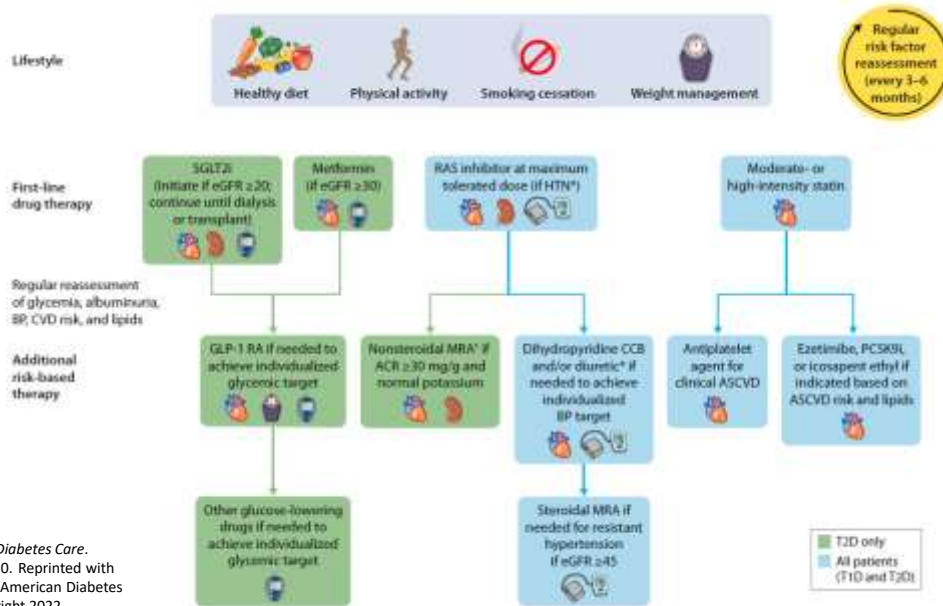 Lifestyle
Healthy diet
Physical activity
Smoking cessation
Weight management
Regular
risk factor
reassessment
(every 3–6
months)
First-line
drug therapy
SGLT2i
(Initiate if eGFR ≥20;
continue until dialysis
or transplant)
Metformin
(if eGFR ≥30)
RAS inhibitor at maximum
tolerated dose (if HTN*)
Moderate- or
high-intensity statin
Regular reassessment
of glycemia, albuminuria,
BP, CVD risk, and lipids
Additional
risk-based
therapy
GLP-1 RA if needed to
achieve individualized
glycemic target
Nonsteroidal MRA† if
ACR ≥30 mg/g and
normal potassium
Dihydropyridine CCB
and/or diuretic* if
needed to achieve
individualized
BP target
Antiplatelet
agent for
clinical ASCVD
Ezetimibe, PCSK9i,
or icosapent ethyl if
indicated based on
ASCVD risk and lipids
Other glucose-lowering
drugs if needed to
achieve individualized
glycemic target
Steroidal MRA if
needed for resistant
hypertension
if eGFR ≥45
T2D only
All patients
(T1D and T2D)
Diabetes Care.
0. Reprinted with
American Diabetes
right 2022